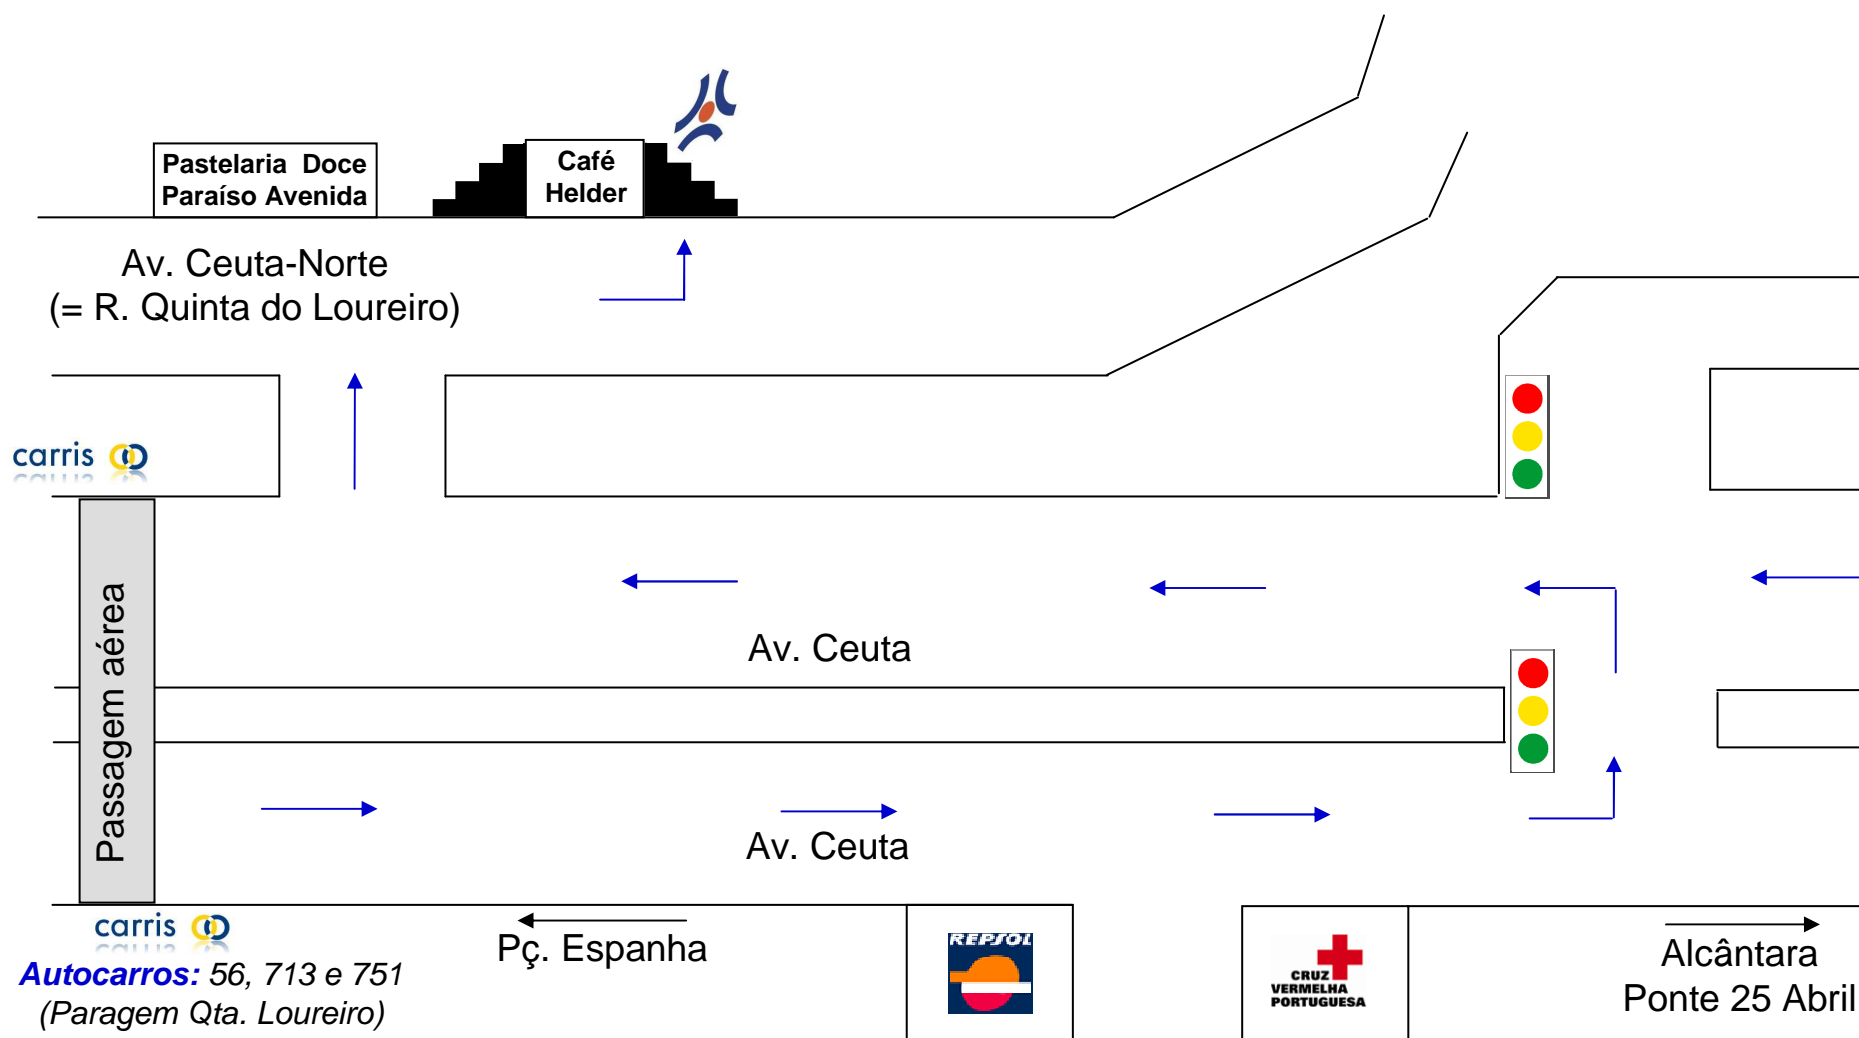 Pastelaria Doce
Paraíso Avenida
Café
Helder
Av. Ceuta-Norte
(= R. Quinta do Loureiro)
carris
Passagem aérea
Av. Ceuta
Av. Ceuta
carris
Autocarros: 56, 713 e 751
(Paragem Qta. Loureiro)
Pç. Espanha
REPSOL
CRUZ
VERMELHA
PORTUGUESA
Alcântara
Ponte 25 Abril